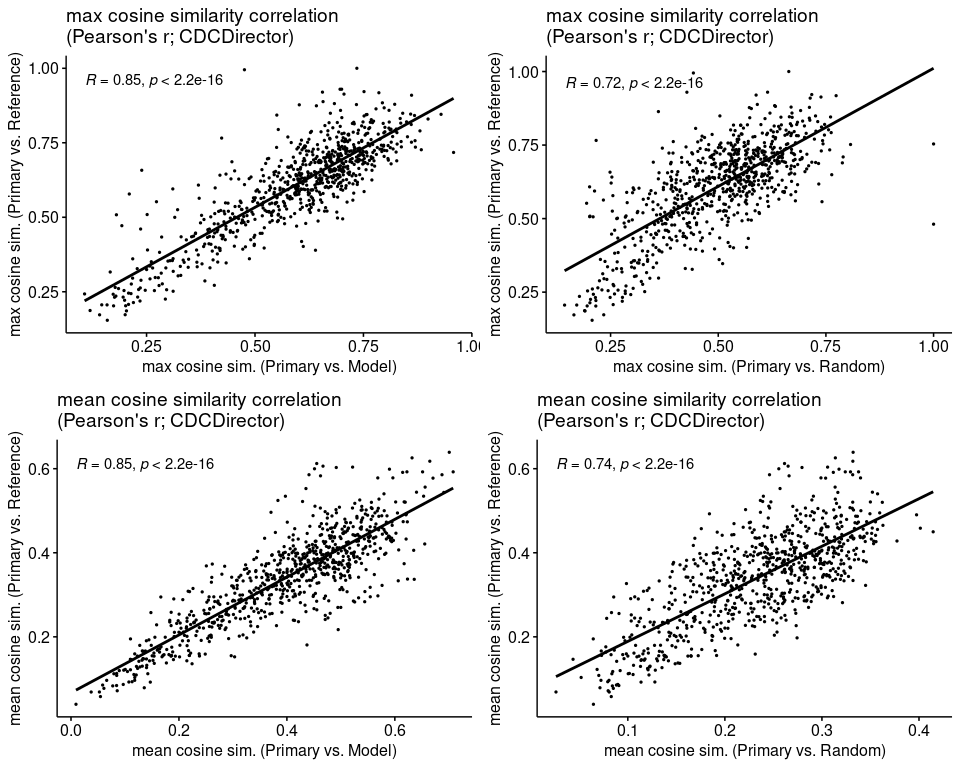 max cosine similarity correlation
(Pearson's r; CDCDirector)
R = 0.85, p < 2.2e-16
max cosine sim. (Primary vs. Reference)
1.00
0.75
0.50
0.25
0.25 0.50 0.75 1.00
max cosine sim. (Primary vs. Model)
max cosine similarity correlation
(Pearson's r; CDCDirector)
R = 0.72, p < 2.2e-16
max cosine sim. (Primary vs. Reference)
1.00
0.75
0.50
0.25
0.25 0.50 0.75 1.00
max cosine sim. (Primary vs. Random)
mean cosine similarity correlation
(Pearson's r; CDCDirector)
R = 0.85, p < 2.2e-16
mean cosine sim. (Primary vs. Reference)
0.6
0.4
0.2
0.0 0.2 0.4 0.6
mean cosine sim. (Primary vs. Model)
mean cosine similarity correlation
(Pearson's r; CDCDirector)
R = 0.74, p < 2.2e-16
mean cosine sim. (Primary vs. Reference)
0.6
0.4
0.2
0.1 0.2 0.3 0.4
mean cosine sim. (Primary vs. Random)